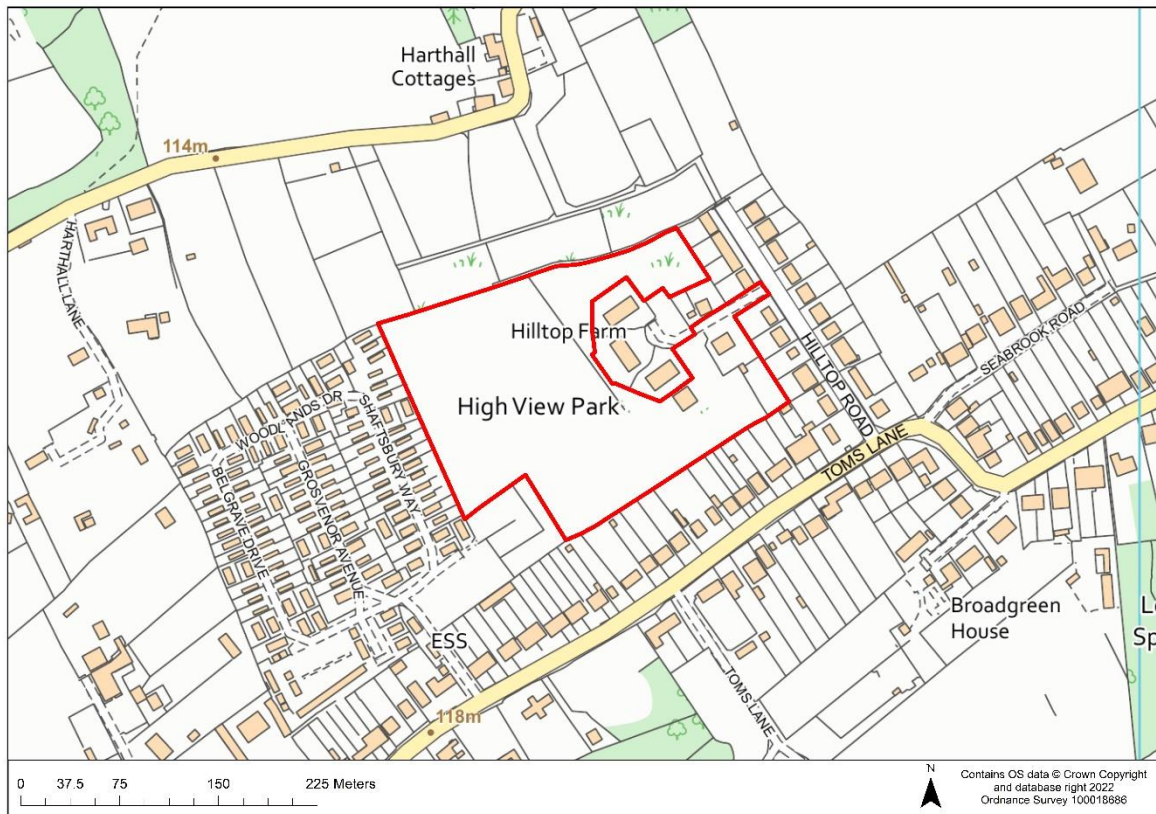 Harthall
Cottages
114m
HARTHALL LANE
Hilltop Farm
HILLTOP ROAD
SEABROOK ROAD
High View Park
WOODLANDS DR
SHAFTSBURY WAY
GROSVENOR AVENUE
BELGRAVE DRIVE
TOMS LANE
Broadgreen
House
Sp
ESS
TOMS LANE
118m
0 37.5 75 150 225 Meters
N
Contains OS data © Crown Copyright
and database right 2022
Ordnance Survey 100018686